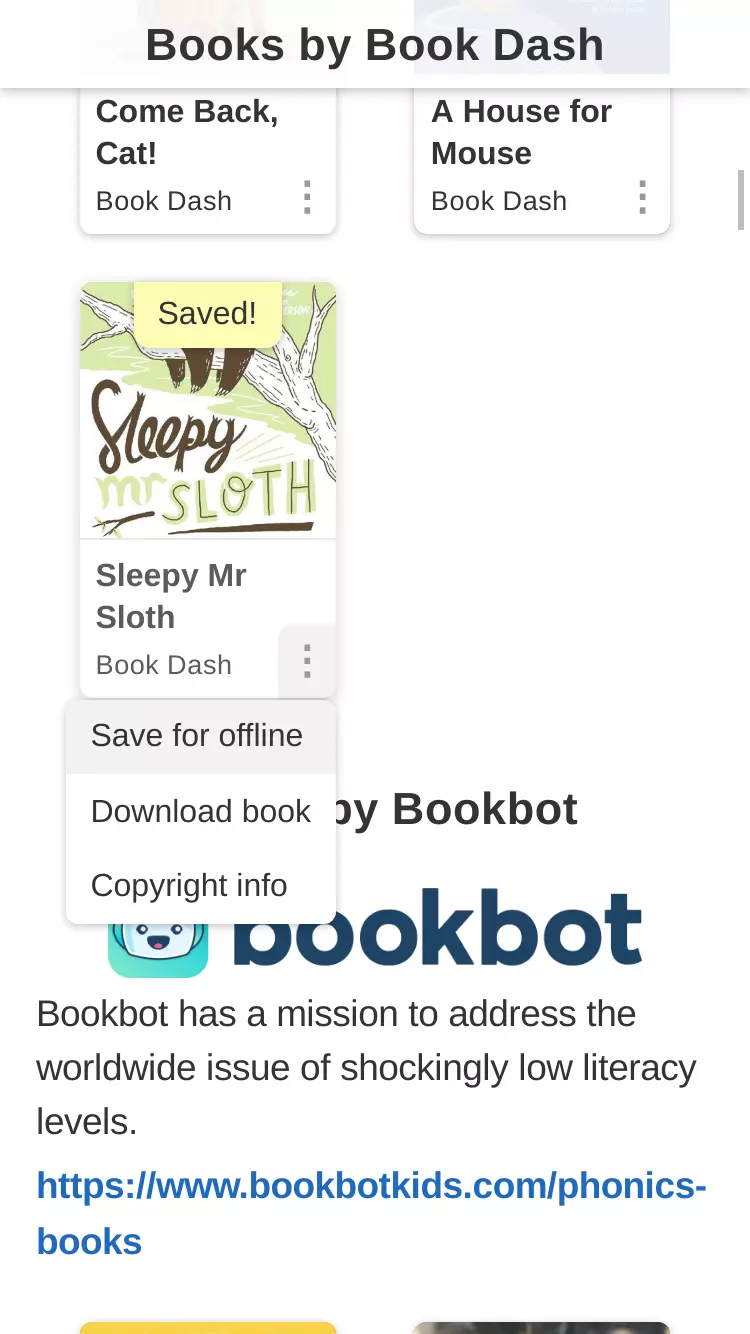 Books by Book Dash
Come Back,
Cat!
Book Dash
A House for
Mouse
Book Dash
Saved!
Sleepy
mr SLOTH
Sleepy Mr
Sloth
Book Dash
Save for offline
Download book
Copyright info
by Bookbot
bookbot
Bookbot has a mission to address the
worldwide issue of shockingly low literacy
levels.
https://www.bookbotkids.com/phonics-
books